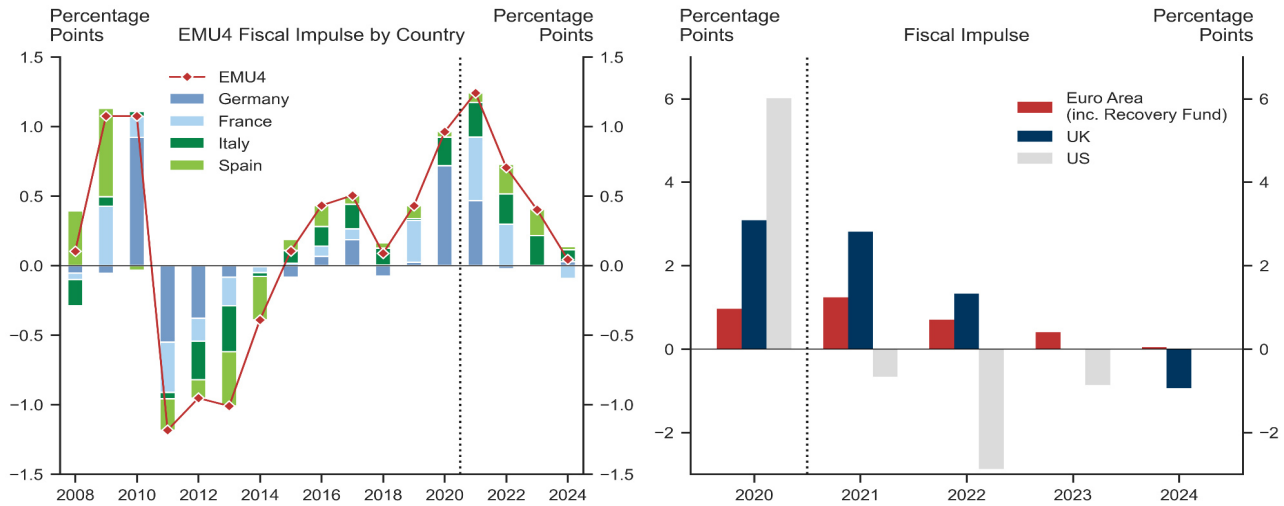 Percentage
Points
EMU4 Fiscal Impulse by Country
Percentage
Points
1.5
1.0
0.5
0.0
−0.5
−1.0
−1.5
1.5
1.0
0.5
0.0
−0.5
−1.0
−1.5
EMU4
Germany
France
Italy
Spain
2008 2010 2012 2014 2016 2018 2020 2022 2024
Percentage
Points
Fiscal Impulse
Percentage
Points
6
4
2
0
−2
6
4
2
0
−2
Euro Area
(inc. Recovery Fund)
UK
US
2020 2021 2022 2023 2024